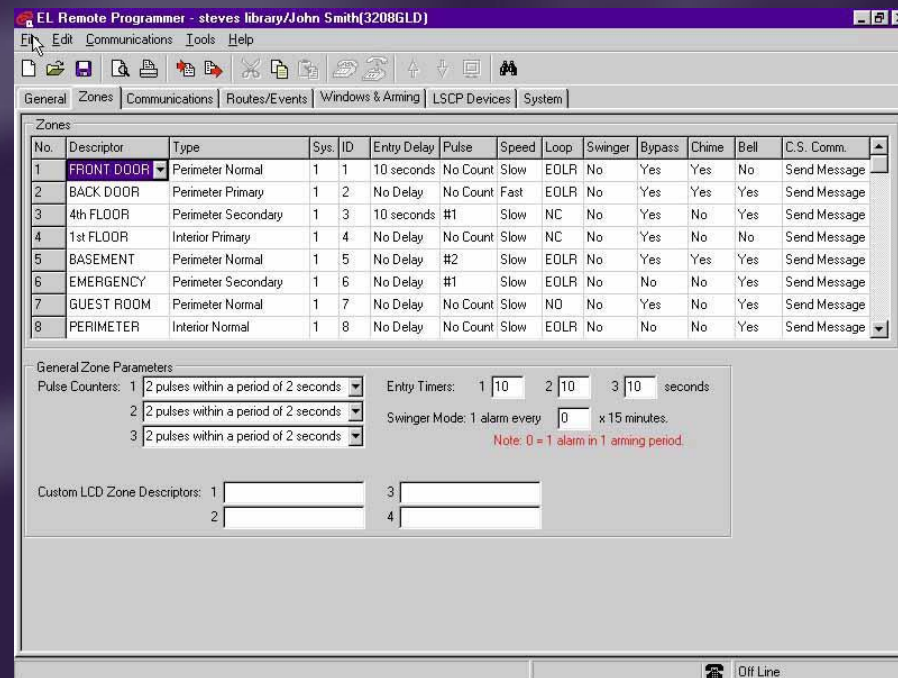 EL Remote Programmer - steves library/John Smith(3208GLD)
File Edit Communications Tools Help
General Zones Communications Routes/Events Windows & Arming LSCP Devices System
Zones
No. Descriptor Type Sys. ID Entry Delay Pulse Speed Loop Swinger Bypass Chime Bell C.S. Comm.
1 FRONT DOOR Perimeter Normal 1 1 10 seconds No Count Slow EOLR No Yes Yes No Send Message
2 BACK DOOR Perimeter Primary 1 2 No Delay No Count Fast EOLR No Yes No Yes Send Message
3 4th FLOOR Perimeter Secondary 1 3 10 seconds #1 Slow NC No Yes No Yes Send Message
4 1st FLOOR Interior Primary 1 4 No Delay No Count Slow NC No Yes No No Send Message
5 BASEMENT Perimeter Normal 1 5 No Delay #2 Slow EOLR No Yes Yes Yes Send Message
6 EMERGENCY Perimeter Secondary 1 6 No Delay #1 Slow EOLR No No No Yes Send Message
7 GUEST ROOM Perimeter Normal 1 7 No Delay No Count Slow NO No Yes No Yes Send Message
8 PERIMETER Interior Normal 1 8 No Delay No Count Slow EOLR No No No Yes Send Message
General Zone Parameters
Pulse Counters: 1 2 pulses within a period of 2 seconds Entry Timers: 1 10 2 10 3 10 seconds
2 2 pulses within a period of 2 seconds Swinger Mode: 1 alarm every 0 x 15 minutes.
3 2 pulses within a period of 2 seconds Note: 0 = 1 alarm in 1 arming period.
Custom LCD Zone Descriptors: 1 3
2 4
Off Line